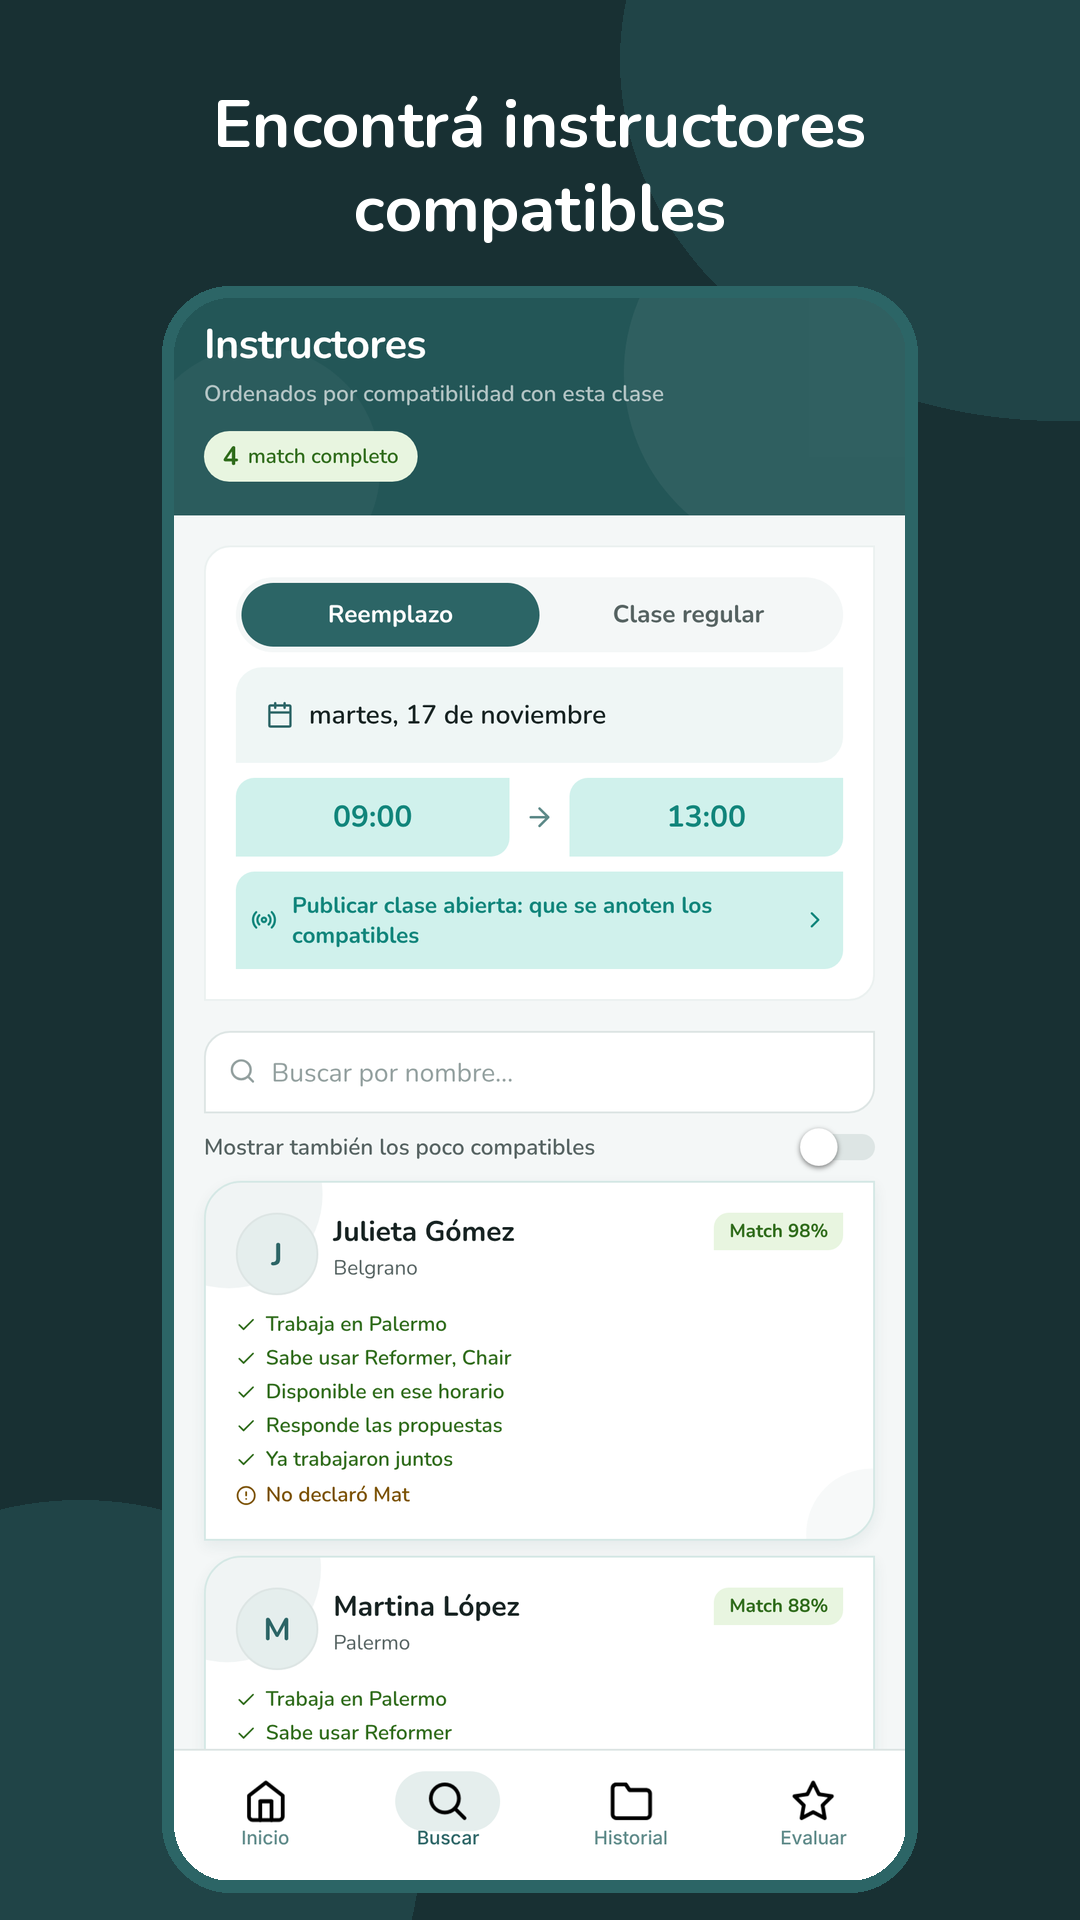 Encontrá instructores
compatibles
Instructores
Ordenados por compatibilidad con esta clase
4 match completo
Reemplazo
Clase regular
martes, 17 de noviembre
09:00
13:00
Publicar clase abierta: que se anoten los
compatibles
Buscar por nombre...
Mostrar también los poco compatibles
J
Julieta Gómez
Match 98%
Belgrano
Trabaja en Palermo
Sabe usar Reformer, Chair
Disponible en ese horario
Responde las propuestas
Ya trabajaron juntos
No declaró Mat
M
Martina López
Match 88%
Palermo
Trabaja en Palermo
Sabe usar Reformer
Inicio
Buscar
Historial
Evaluar